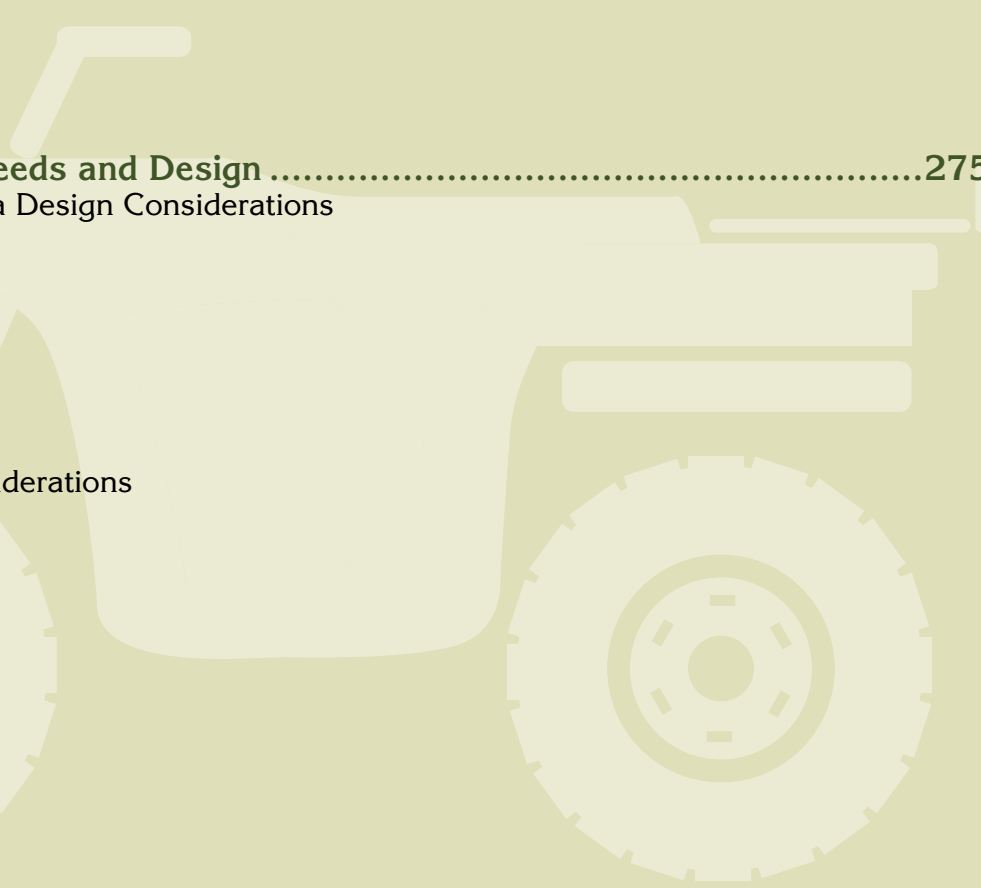 eeds and Design ............................................................275
a Design Considerations
derations